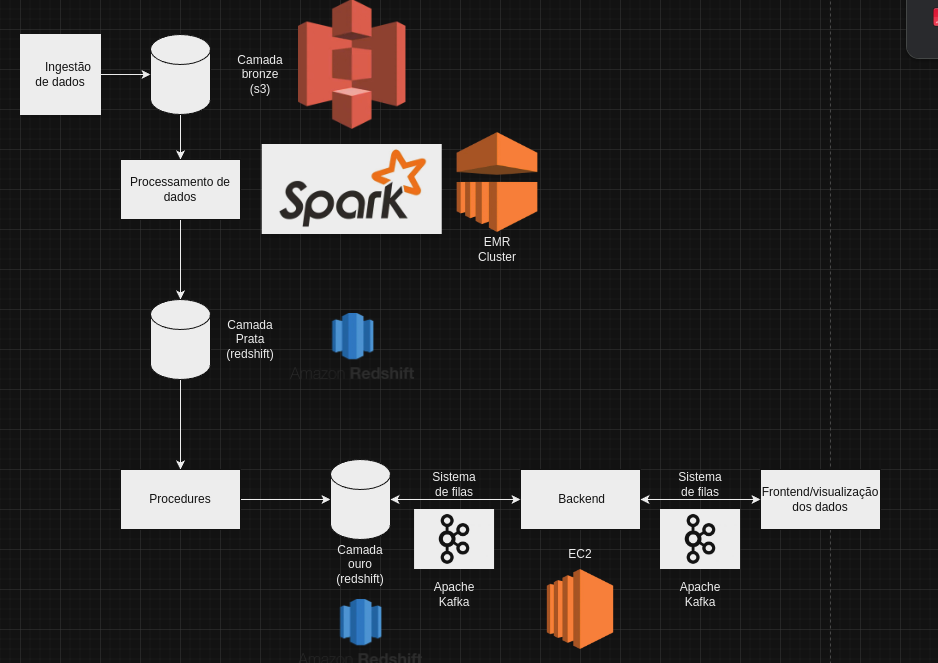 Ingestão
de dados
Camada
bronze
(s3)
Processamento de
dados
Spark
EMR
Cluster
Camada
Prata
(redshift)
Amazon Redshift
Procedures
Camada
ouro
(redshift)
Amazon Redshift
Sistema
de filas
Apache
Kafka
Backend
EC2
Sistema
de filas
Apache
Kafka
Frontend/visualização
dos dados